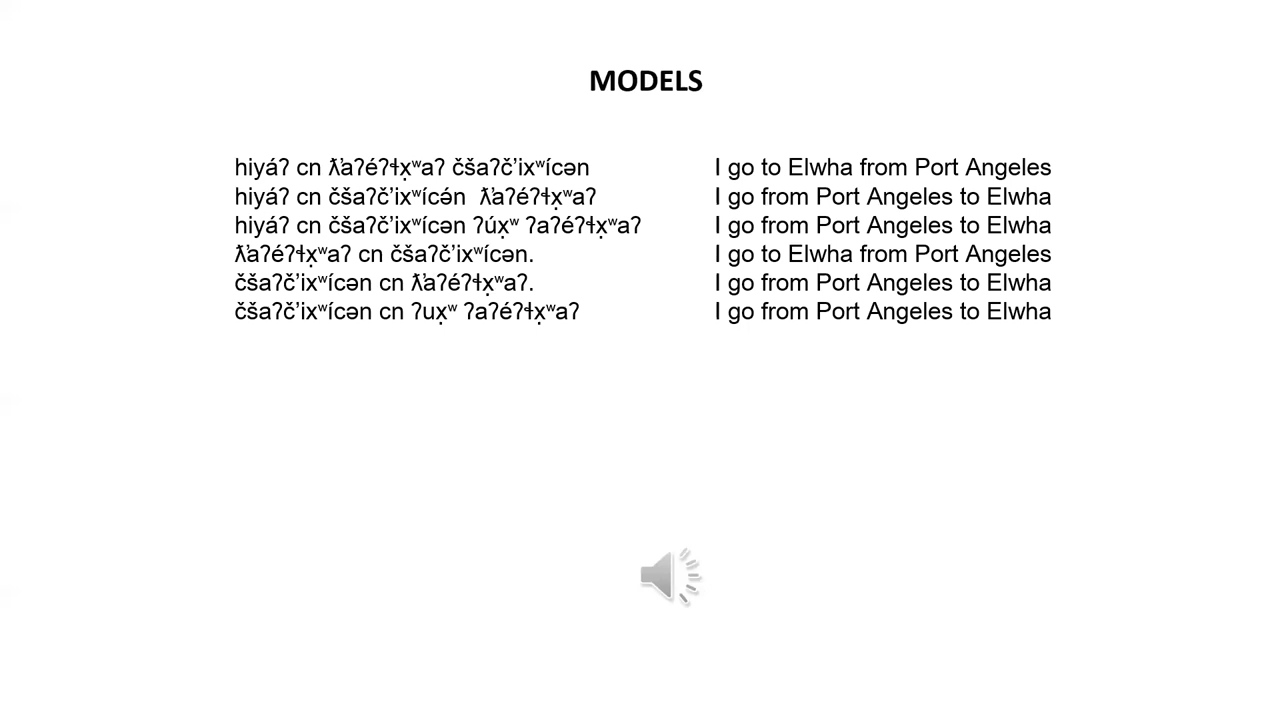 MODELS
hiyáʔ cn ƛ̓aʔéʔɬx̣ʷaʔ čšaʔč’ixʷícən I go to Elwha from Port Angeles
hiyáʔ cn čšaʔč’ixʷícə́n ƛ̓aʔéʔɬx̣ʷaʔ I go from Port Angeles to Elwha
hiyáʔ cn čšaʔč’ixʷícən ʔúx̣ʷ ʔaʔéʔɬx̣ʷaʔ I go from Port Angeles to Elwha
ƛ̓aʔéʔɬx̣ʷaʔ cn čšaʔč’ixʷícən. I go to Elwha from Port Angeles
čšaʔč’ixʷícən cn ƛ̓aʔéʔɬx̣ʷaʔ. I go from Port Angeles to Elwha
čšaʔč’ixʷícən cn ʔux̣ʷ ʔaʔéʔɬx̣ʷaʔ I go from Port Angeles to Elwha